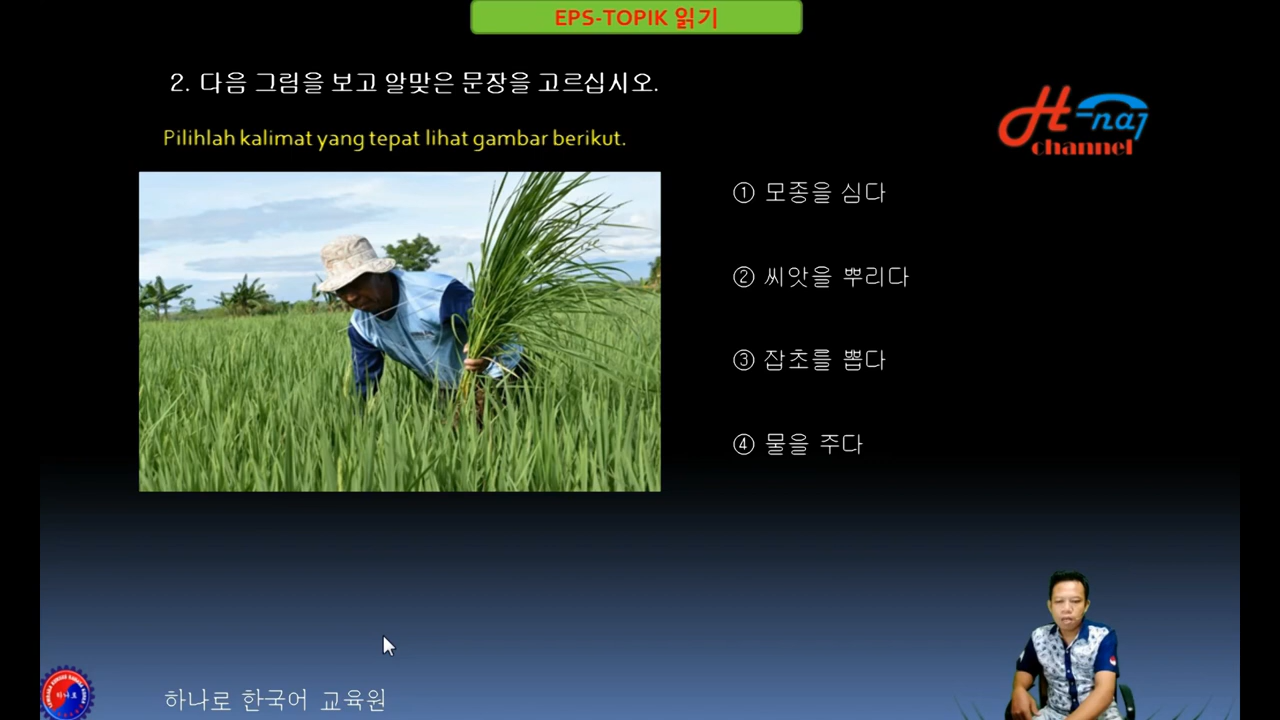 EPS-TOPIK 읽기
2. 다음 그림을 보고 알맞은 문장을 고르십시오.
Pilihlah kalimat yang tepat lihat gambar berikut.
H-naj
channel
① 모종을 심다
② 씨앗을 뿌리다
③ 잡초를 뽑다
④ 물을 주다
하나로
하나로 한국어 교육원